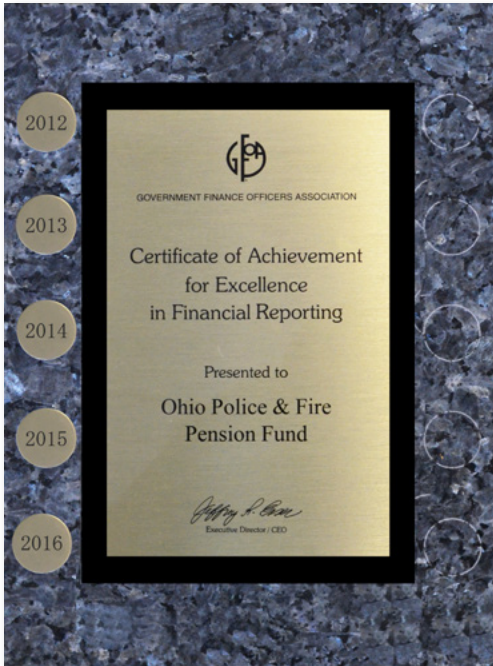 2012
2013
2014
2015
2016
GFOA
GOVERNMENT FINANCE OFFICERS ASSOCIATION
Certificate of Achievement
for Excellence
in Financial Reporting
Presented to
Ohio Police & Fire
Pension Fund
Executive Director / CEO